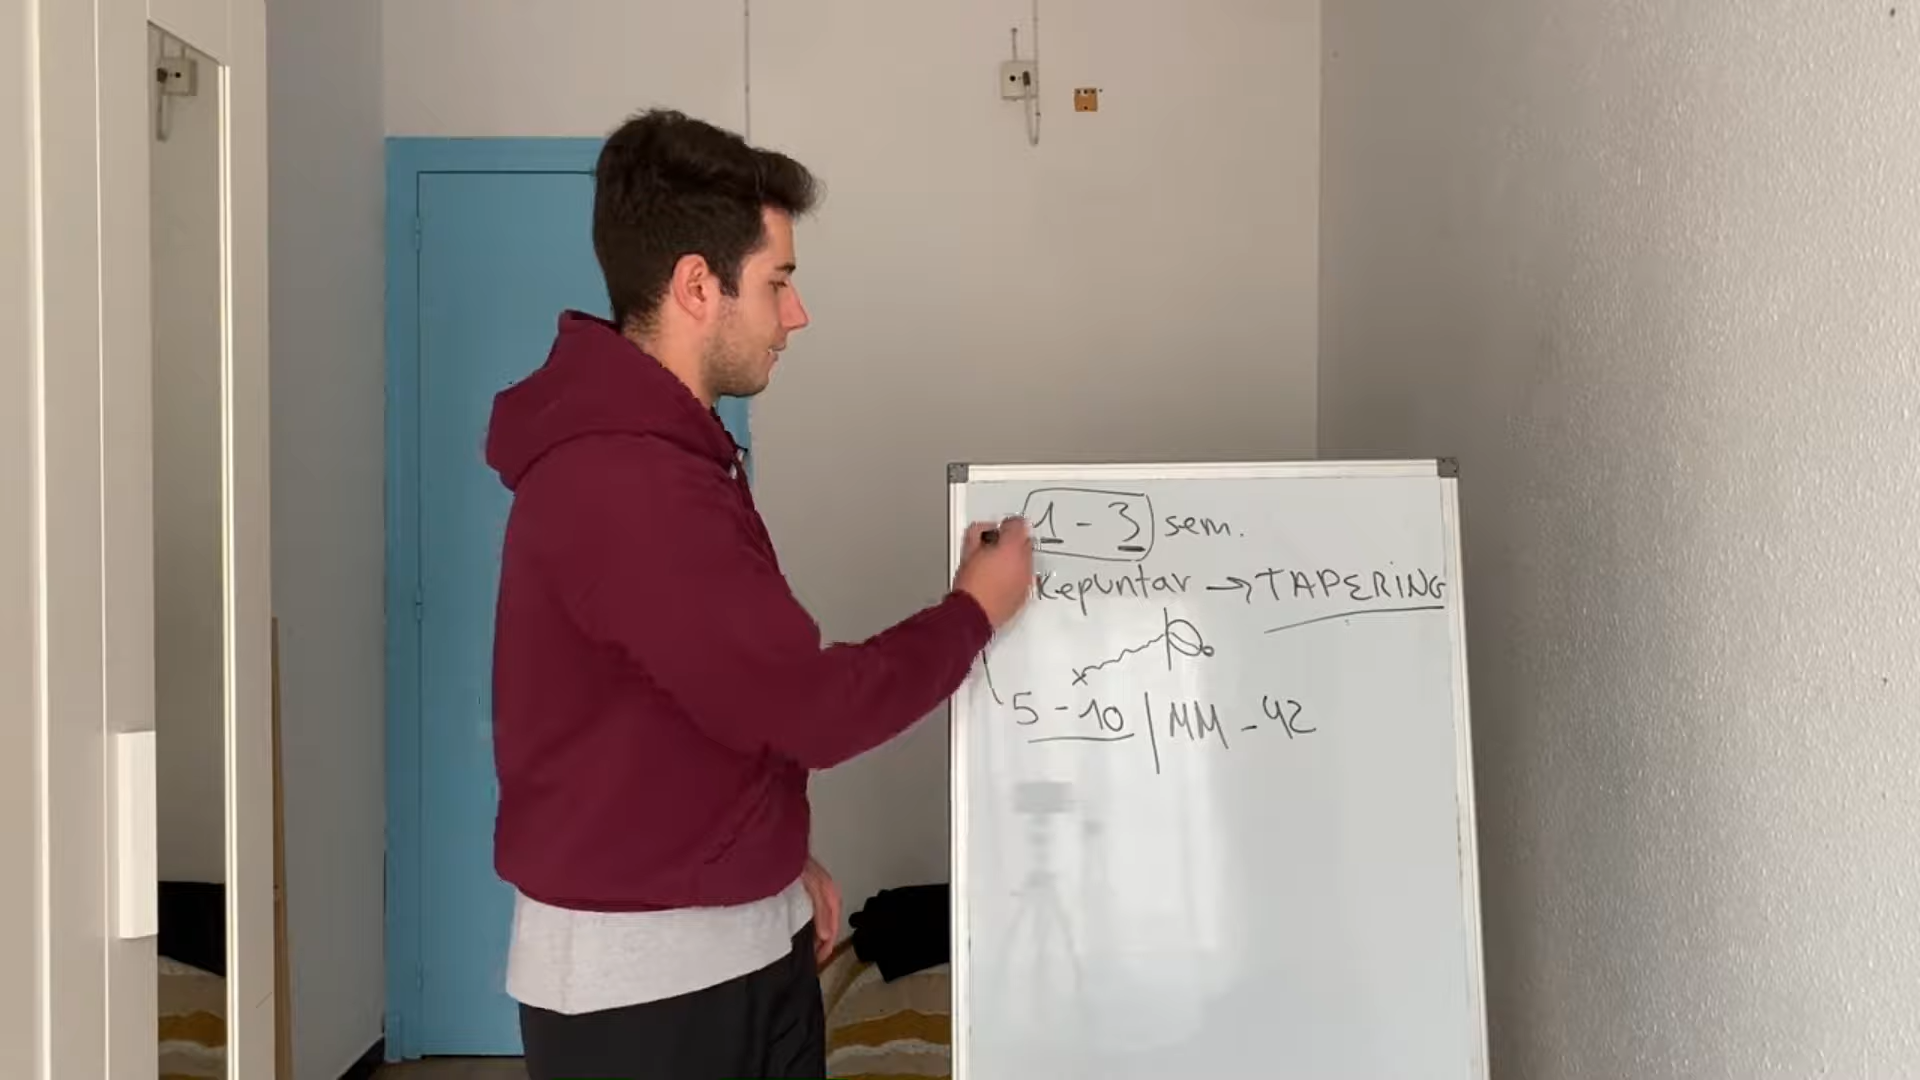 1 - 3 sem.
Repuntar → TAPERING
5 - 10 | MM - 42